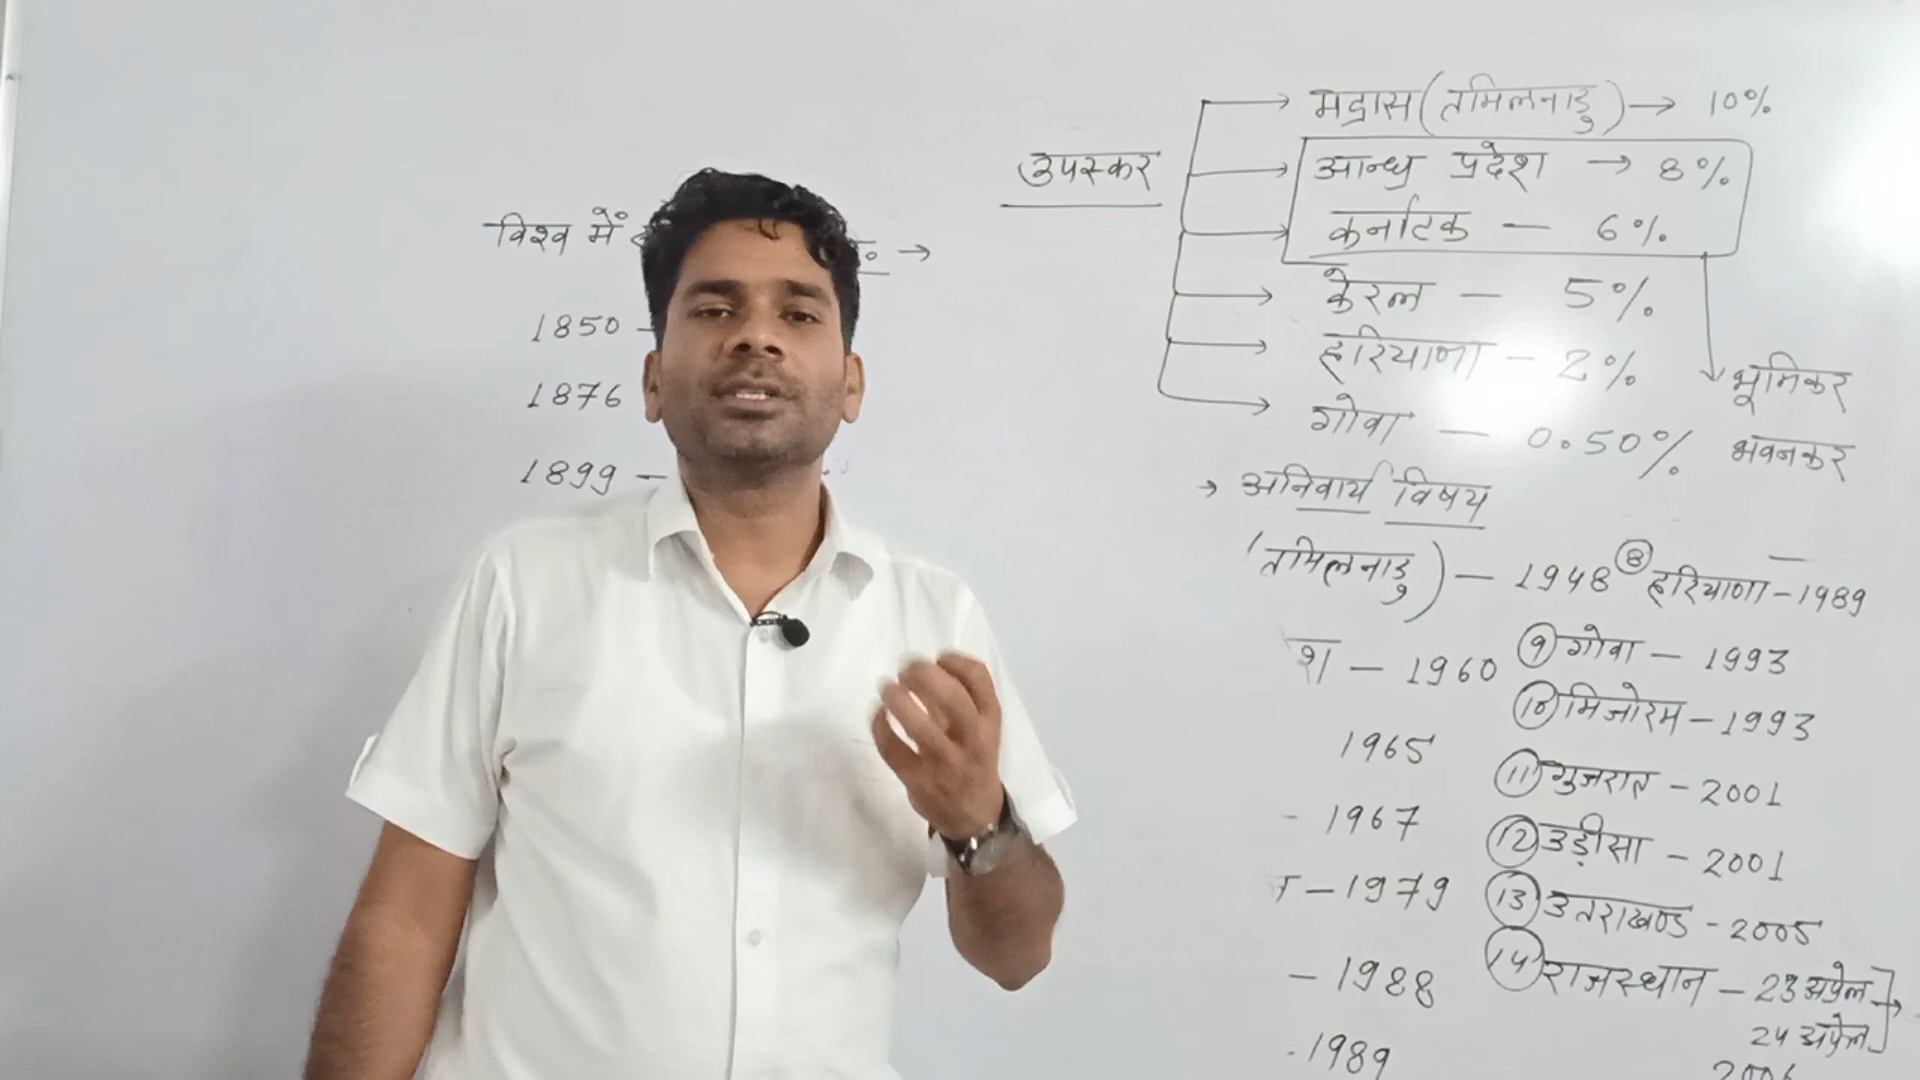 मद्रास (तमिलनाडु) → 10%
उपस्कर
आन्ध्र प्रदेश → 8%
कर्नाटक — 6%
केरल — 5%
हरियाणा — 2%
गोवा — 0.50%
भूमिकर
भवनकर
विश्व में
1850 –
1876
1899 –
→ अनिवार्य विषय
(तमिलनाडु) — 1948
श — 1960
1965
- 1967
– 1979
– 1988
- 1989
⑧ हरियाणा – 1989
⑨ गोवा — 1993
⑩ मिजोरम – 1993
⑪ गुजरात – 2001
⑫ उड़ीसा – 2001
⑬ उतराखण्ड - 2005
⑭ राजस्थान – 23 अप्रेल
24 अप्रेल
2006